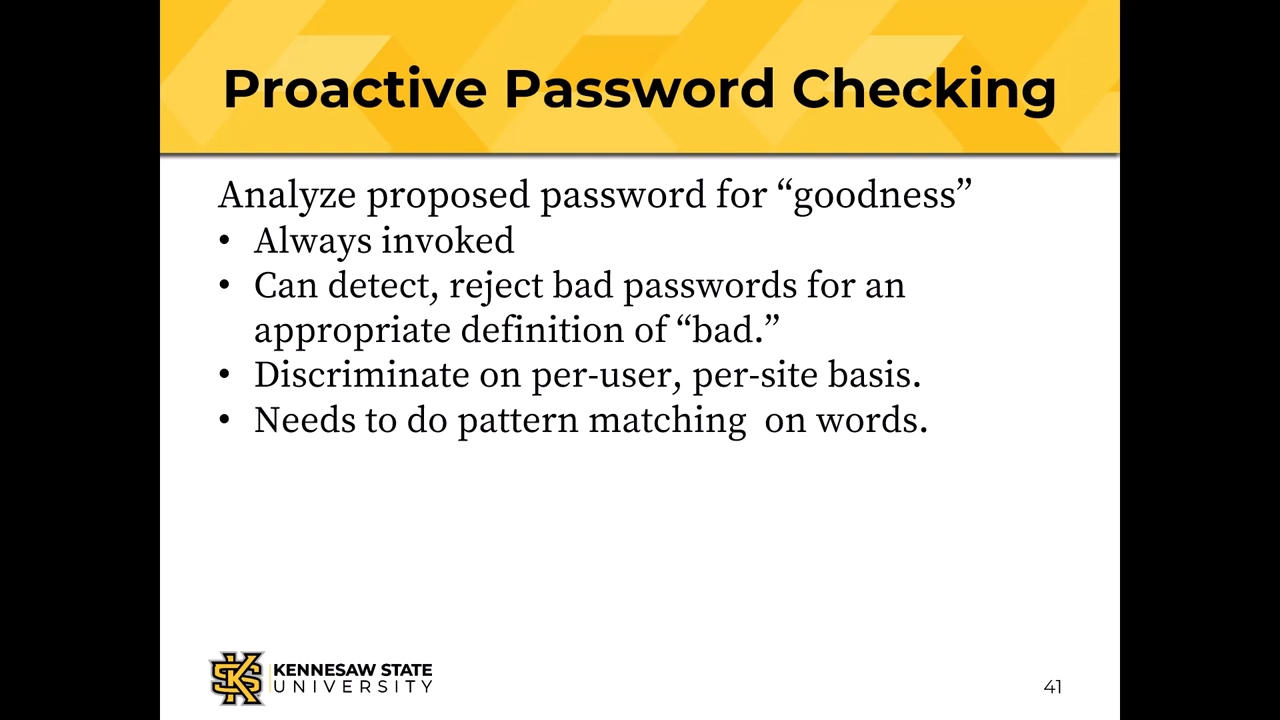 Proactive Password Checking
Analyze proposed password for “goodness”
• Always invoked
• Can detect, reject bad passwords for an
appropriate definition of “bad.”
• Discriminate on per-user, per-site basis.
• Needs to do pattern matching  on words.
KENNESAW STATE
UNIVERSITY
41